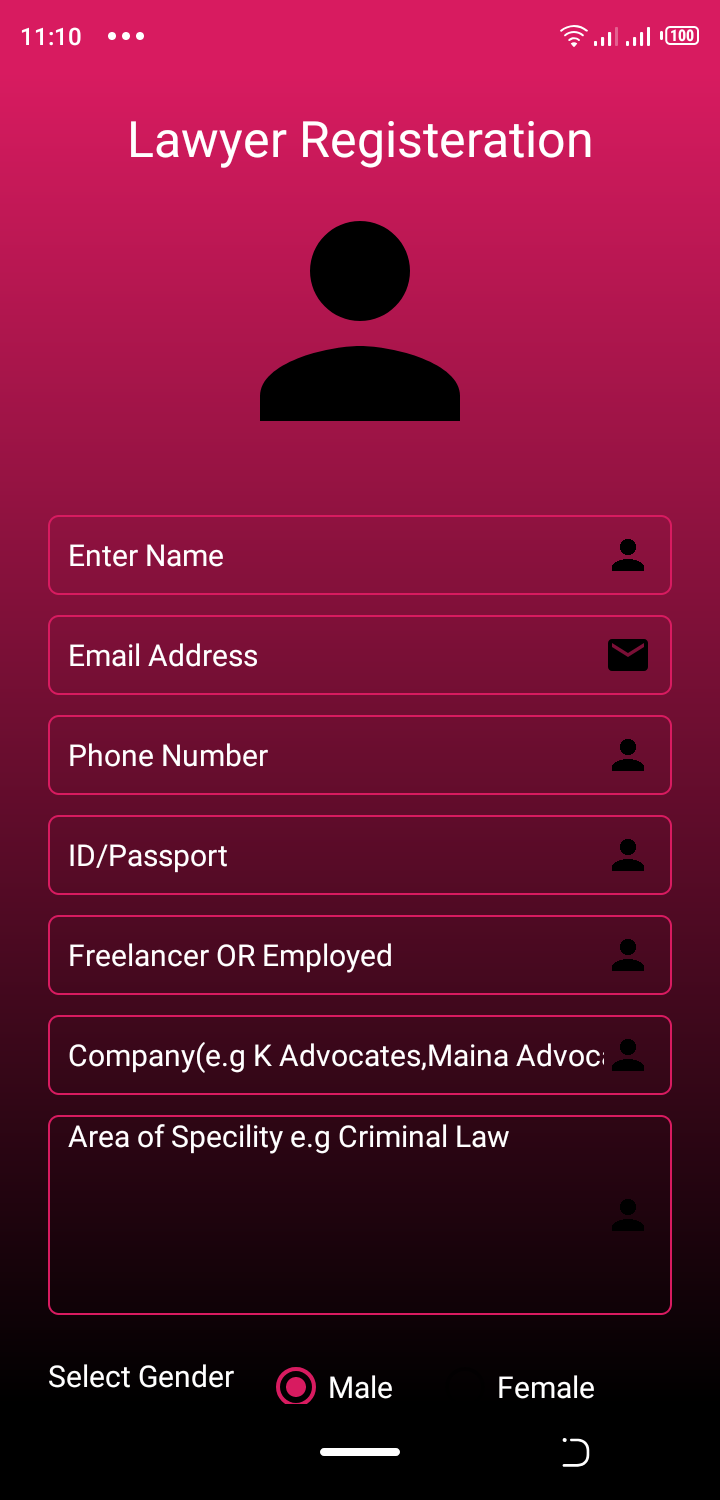 11:10
100
Lawyer Registeration
Enter Name
Email Address
Phone Number
ID/Passport
Freelancer OR Employed
Company(e.g K Advocates,Maina Advoc
Area of Specility e.g Criminal Law
Select Gender Male Female